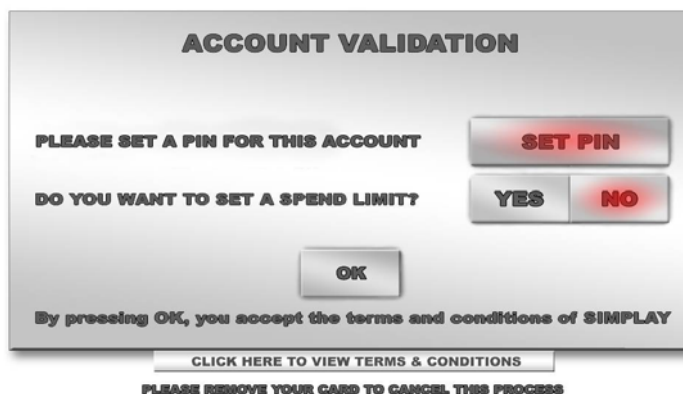 ACCOUNT VALIDATION
PLEASE SET A PIN FOR THIS ACCOUNT SET PIN
DO YOU WANT TO SET A SPEND LIMIT? YES NO
OK
By pressing OK, you accept the terms and conditions of SIMPLAY
CLICK HERE TO VIEW TERMS & CONDITIONS
PLEASE REMOVE YOUR CARD TO CANCEL THIS PROCESS